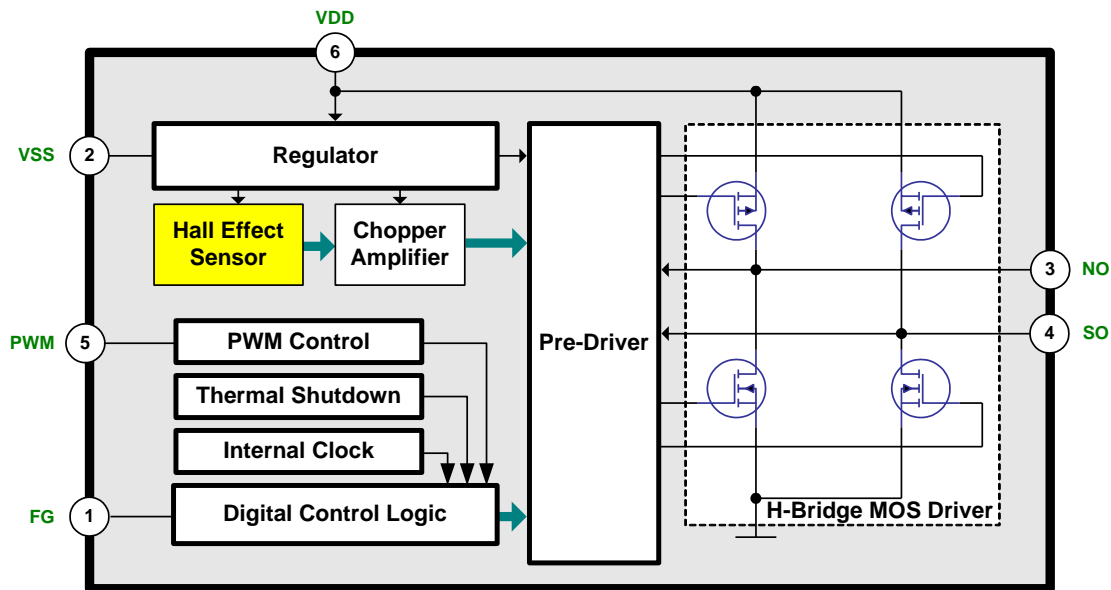 VDD
6
VSS
2
Regulator
Hall Effect
Sensor
Chopper
Amplifier
3
NO
PWM
5
PWM Control
Pre-Driver
4
SO
Thermal Shutdown
Internal Clock
FG
1
Digital Control Logic
H-Bridge MOS Driver